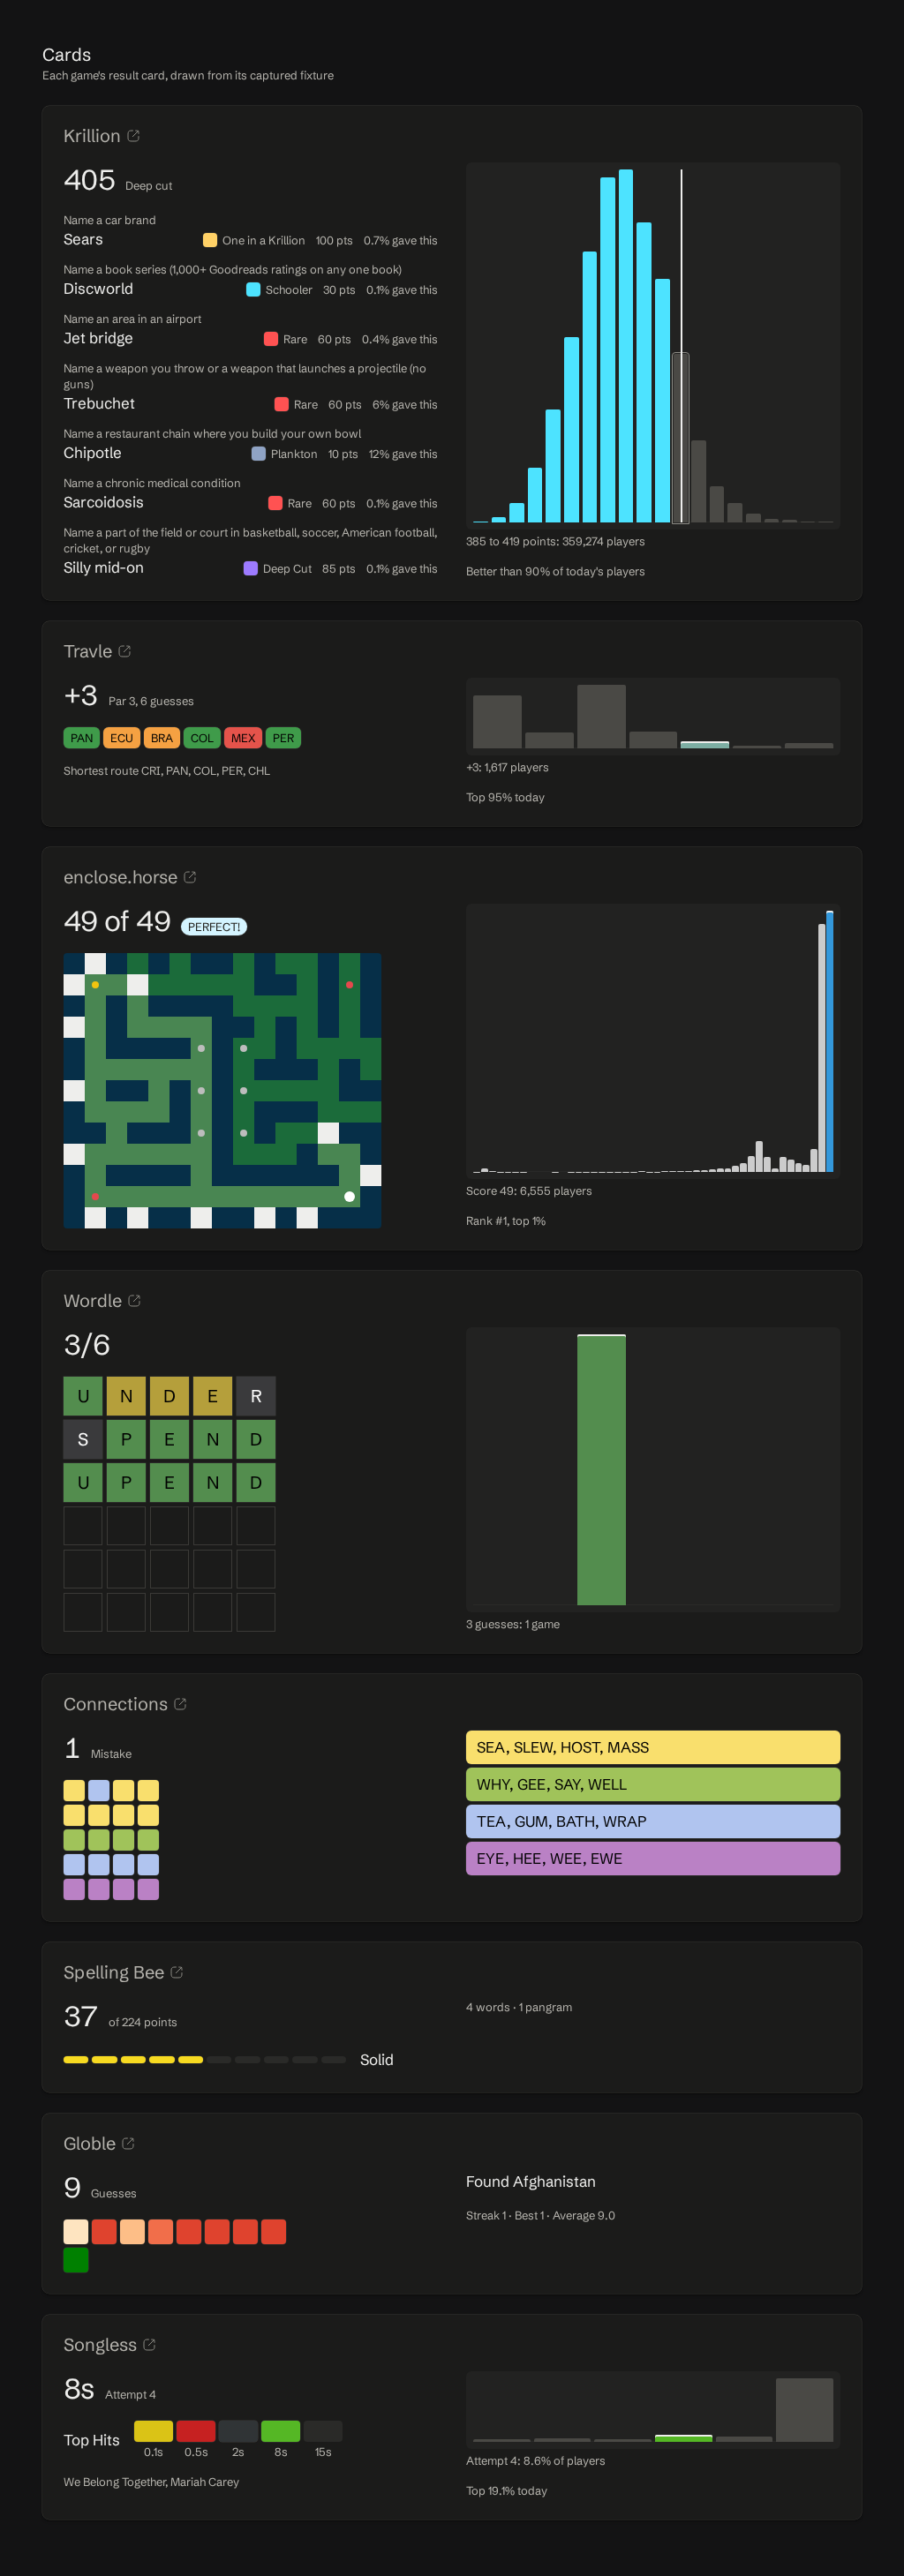 Cards
Each game's result card, drawn from its captured fixture
Krillion
405 Deep cut
Name a car brand
Sears One in a Krillion 100 pts 0.7% gave this
Name a book series (1,000+ Goodreads ratings on any one book)
Discworld Schooler 30 pts 0.1% gave this
Name an area in an airport
Jet bridge Rare 60 pts 0.4% gave this
Name a weapon you throw or a weapon that launches a projectile (no
guns)
Trebuchet Rare 60 pts 6% gave this
Name a restaurant chain where you build your own bowl
Chipotle Plankton 10 pts 12% gave this
Name a chronic medical condition
Sarcoidosis Rare 60 pts 0.1% gave this
Name a part of the field or court in basketball, soccer, American football,
cricket, or rugby
Silly mid-on Deep Cut 85 pts 0.1% gave this
385 to 419 points: 359,274 players
Better than 90% of today's players
Travle
+3 Par 3, 6 guesses
PAN ECU BRA COL MEX PER
Shortest route CRI, PAN, COL, PER, CHL
+3: 1,617 players
Top 95% today
enclose.horse
49 of 49 PERFECT!
Score 49: 6,555 players
Rank #1, top 1%
Wordle
3/6
U N D E R
S P E N D
U P E N D
3 guesses: 1 game
Connections
1 Mistake
SEA, SLEW, HOST, MASS
WHY, GEE, SAY, WELL
TEA, GUM, BATH, WRAP
EYE, HEE, WEE, EWE
Spelling Bee
37 of 224 points
Solid
4 words · 1 pangram
Globle
9 Guesses
Found Afghanistan
Streak 1 · Best 1 · Average 9.0
Songless
8s Attempt 4
Top Hits
0.1s 0.5s 2s 8s 15s
We Belong Together, Mariah Carey
Attempt 4: 8.6% of players
Top 19.1% today